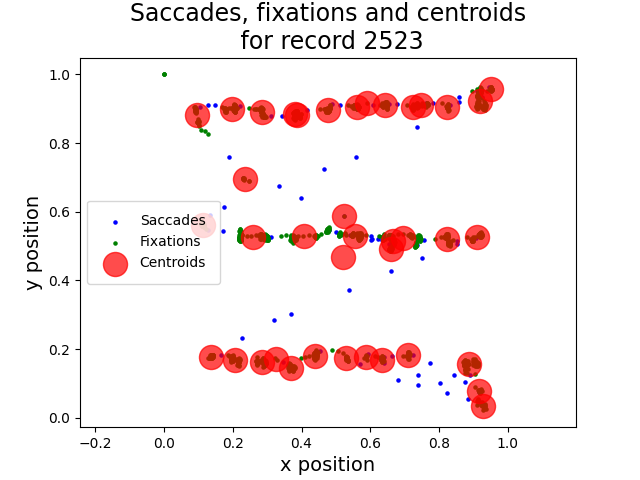 Saccades, fixations and centroids
for record 2523
1.0
0.8
0.6
0.4
0.2
0.0
y position
Saccades
Fixations
Centroids
−0.2
0.0
0.2
0.4
0.6
0.8
1.0
x position